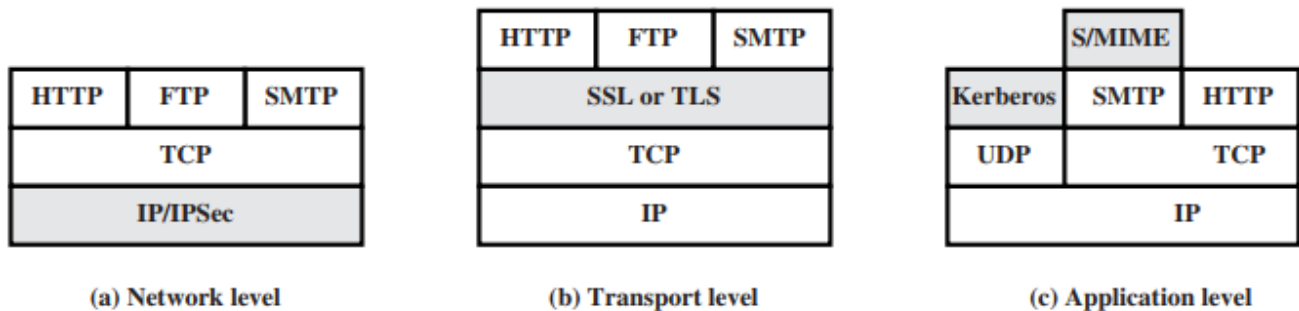 HTTP FTP SMTP
TCP
IP/IPSec
(a) Network level
HTTP FTP SMTP
SSL or TLS
TCP
IP
(b) Transport level
S/MIME
Kerberos SMTP HTTP
UDP TCP
IP
(c) Application level